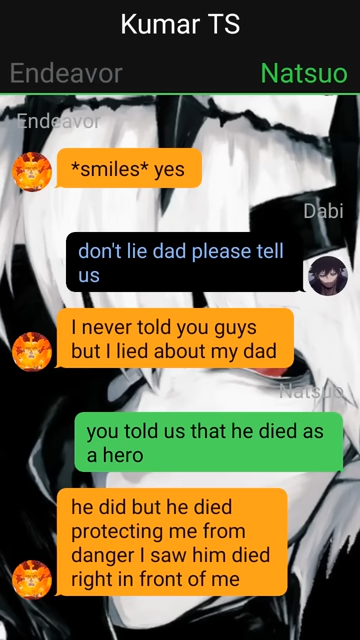 Kumar TS
Endeavor
Natsuo
Endeavor
*smiles* yes
Dabi
don't lie dad please tell
us
I never told you guys
but I lied about my dad
Natsuo
you told us that he died as
a hero
he did but he died
protecting me from
danger I saw him died
right in front of me